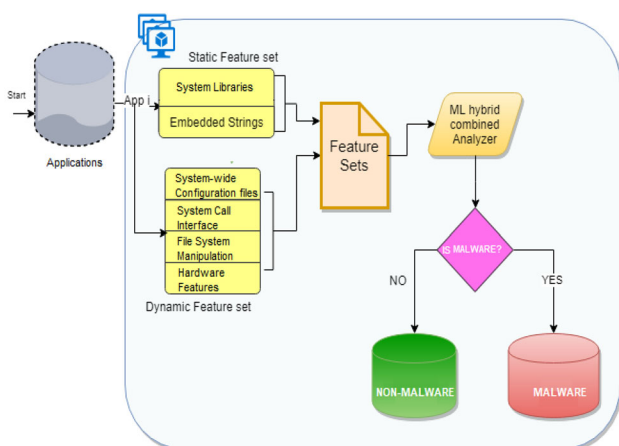 Static Feature set
Start
App i
System Libraries
Embedded Strings
Applications
System-wide
Configuration files
System Call
Interface
File System
Manipulation
Hardware
Features
Dynamic Feature set
Feature
Sets
ML hybrid
combined
Analyzer
IS MALWARE?
NO
YES
NON-MALWARE
MALWARE